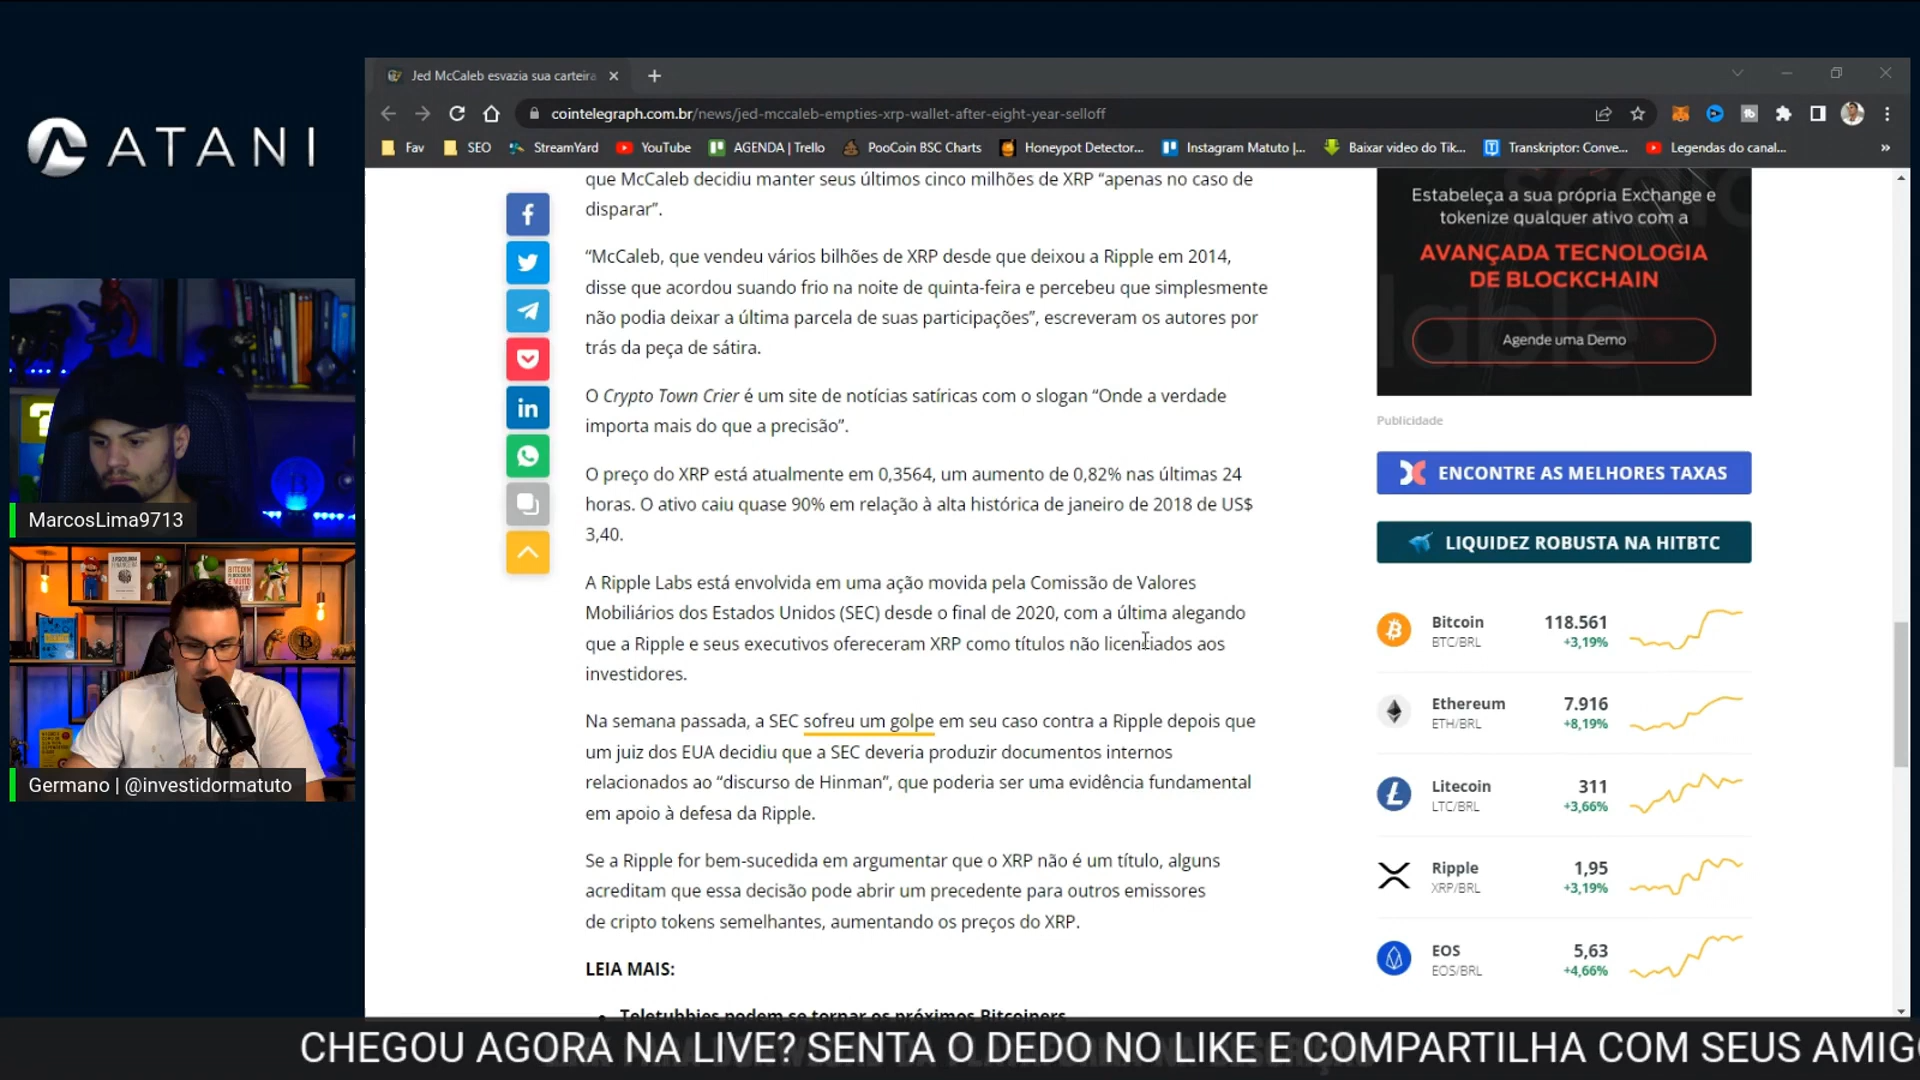 ATANI
MarcosLima9713
Germano | @investidormatuto
Jed McCaleb esvazia sua carteira
cointelegraph.com.br/news/jed-mccaleb-empties-xrp-wallet-after-eight-year-selloff
Fav SEO StreamYard YouTube AGENDA | Trello PooCoin BSC Charts Honeypot Detector... Instagram Matuto |... Baixar video do Tik... Transkriptor: Conve... Legendas do canal... »
que McCaleb decidiu manter seus últimos cinco milhões de XRP “apenas no caso de
disparar”.
“McCaleb, que vendeu vários bilhões de XRP desde que deixou a Ripple em 2014,
disse que acordou suando frio na noite de quinta-feira e percebeu que simplesmente
não podia deixar a última parcela de suas participações”, escreveram os autores por
trás da peça de sátira.
O Crypto Town Crier é um site de notícias satíricas com o slogan “Onde a verdade
importa mais do que a precisão”.
O preço do XRP está atualmente em 0,3564, um aumento de 0,82% nas últimas 24
horas. O ativo caiu quase 90% em relação à alta histórica de janeiro de 2018 de US$
3,40.
A Ripple Labs está envolvida em uma ação movida pela Comissão de Valores
Mobiliários dos Estados Unidos (SEC) desde o final de 2020, com a última alegando
que a Ripple e seus executivos ofereceram XRP como títulos não licenciados aos
investidores.
Na semana passada, a SEC sofreu um golpe em seu caso contra a Ripple depois que
um juiz dos EUA decidiu que a SEC deveria produzir documentos internos
relacionados ao “discurso de Hinman”, que poderia ser uma evidência fundamental
em apoio à defesa da Ripple.
Se a Ripple for bem-sucedida em argumentar que o XRP não é um título, alguns
acreditam que essa decisão pode abrir um precedente para outros emissores
de cripto tokens semelhantes, aumentando os preços do XRP.
LEIA MAIS:
• Teletubbies podem se tornar os próximos Bitcoiners
Estabeleça a sua própria Exchange e
tokenize qualquer ativo com a
AVANÇADA TECNOLOGIA
DE BLOCKCHAIN
Agende uma Demo
Publicidade
ENCONTRE AS MELHORES TAXAS
LIQUIDEZ ROBUSTA NA HITBTC
Bitcoin 118.561
BTC/BRL +3,19%
Ethereum 7.916
ETH/BRL +8,19%
Litecoin 311
LTC/BRL +3,66%
Ripple 1,95
XRP/BRL +3,19%
EOS 5,63
EOS/BRL +4,66%
CHEGOU AGORA NA LIVE? SENTA O DEDO NO LIKE E COMPARTILHA COM SEUS AMIG